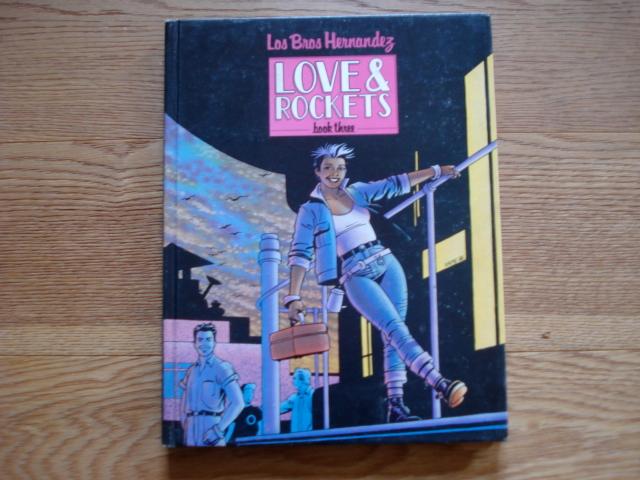 Los Bros Hernandez
LOVE &
ROCKETS
book three